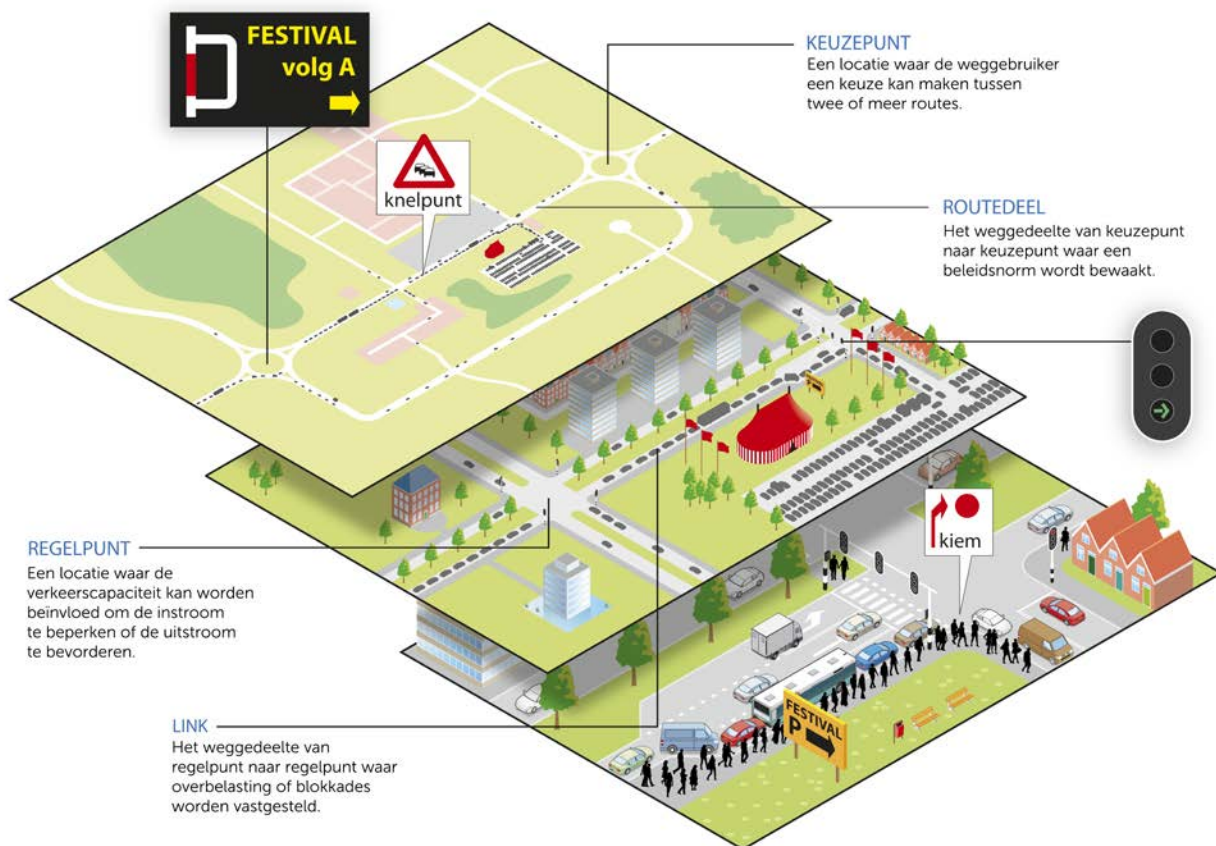 FESTIVAL
volg A
KEUZEPUNT
Een locatie waar de weggebruiker
een keuze kan maken tussen
twee of meer routes.
knelpunt
ROUTEDEEL
Het weggedeelte van keuzepunt
naar keuzepunt waar een
beleidsnorm wordt bewaakt.
REGELPUNT
Een locatie waar de
verkeerscapaciteit kan worden
beïnvloed om de instroom
te beperken of de uitstroom
te bevorderen.
kiem
LINK
Het weggedeelte van
regelpunt naar regelpunt waar
overbelasting of blokkades
worden vastgesteld.
FESTIVAL
P